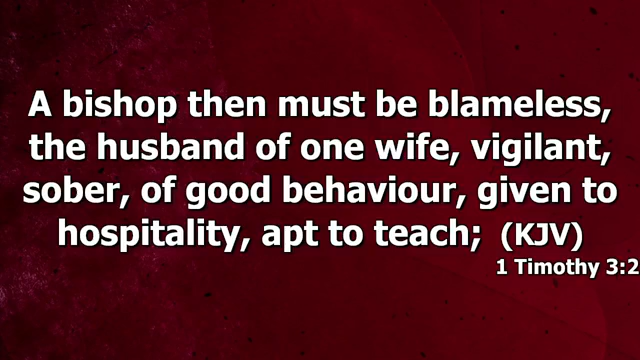 A bishop then must be blameless,
the husband of one wife, vigilant,
sober, of good behaviour, given to
hospitality, apt to teach; (KJV)
1 Timothy 3:2